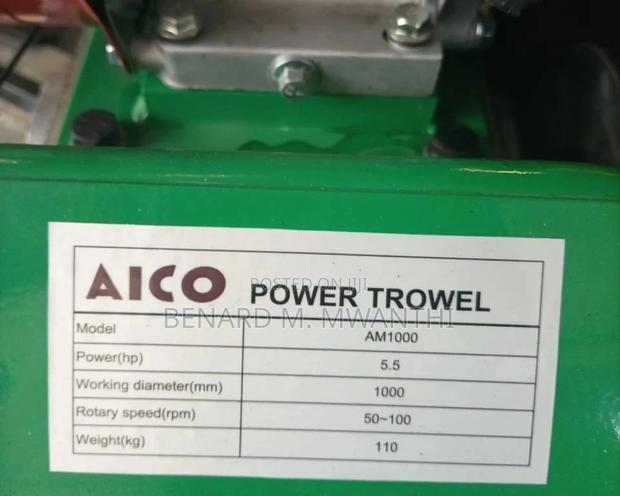 AICO POWER TROWEL
POSTED ON JIJI
BENARD M. MWANTHI
Model AM1000
Power(hp) 5.5
Working diameter(mm) 1000
Rotary speed(rpm) 50~100
Weight(kg) 110